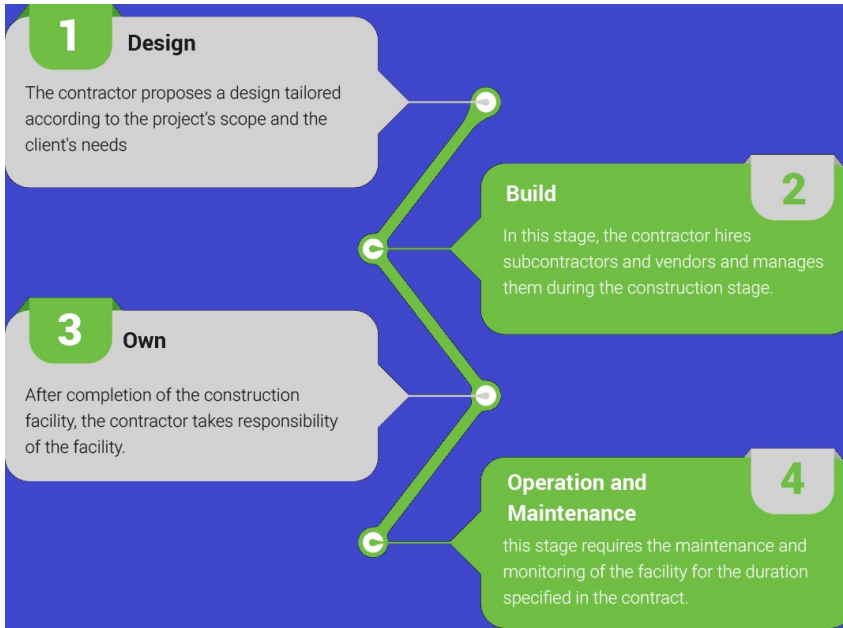 1
Design
The contractor proposes a design tailored
according to the project's scope and the
client's needs
2
Build
In this stage, the contractor hires
subcontractors and vendors and manages
them during the construction stage.
3
Own
After completion of the construction
facility, the contractor takes responsibility
of the facility.
4
Operation and
Maintenance
this stage requires the maintenance and
monitoring of the facility for the duration
specified in the contract.